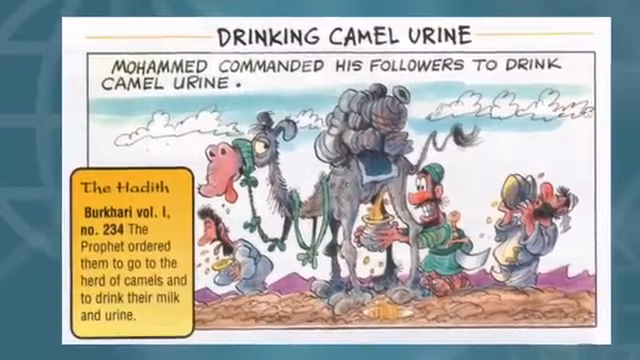 DRINKING CAMEL URINE
MOHAMMED COMMANDED HIS FOLLOWERS TO DRINK
CAMEL URINE.
The Hadith
Burkhari vol. I,
no. 234 The
Prophet ordered
them to go to the
herd of camels and
to drink their milk
and urine.